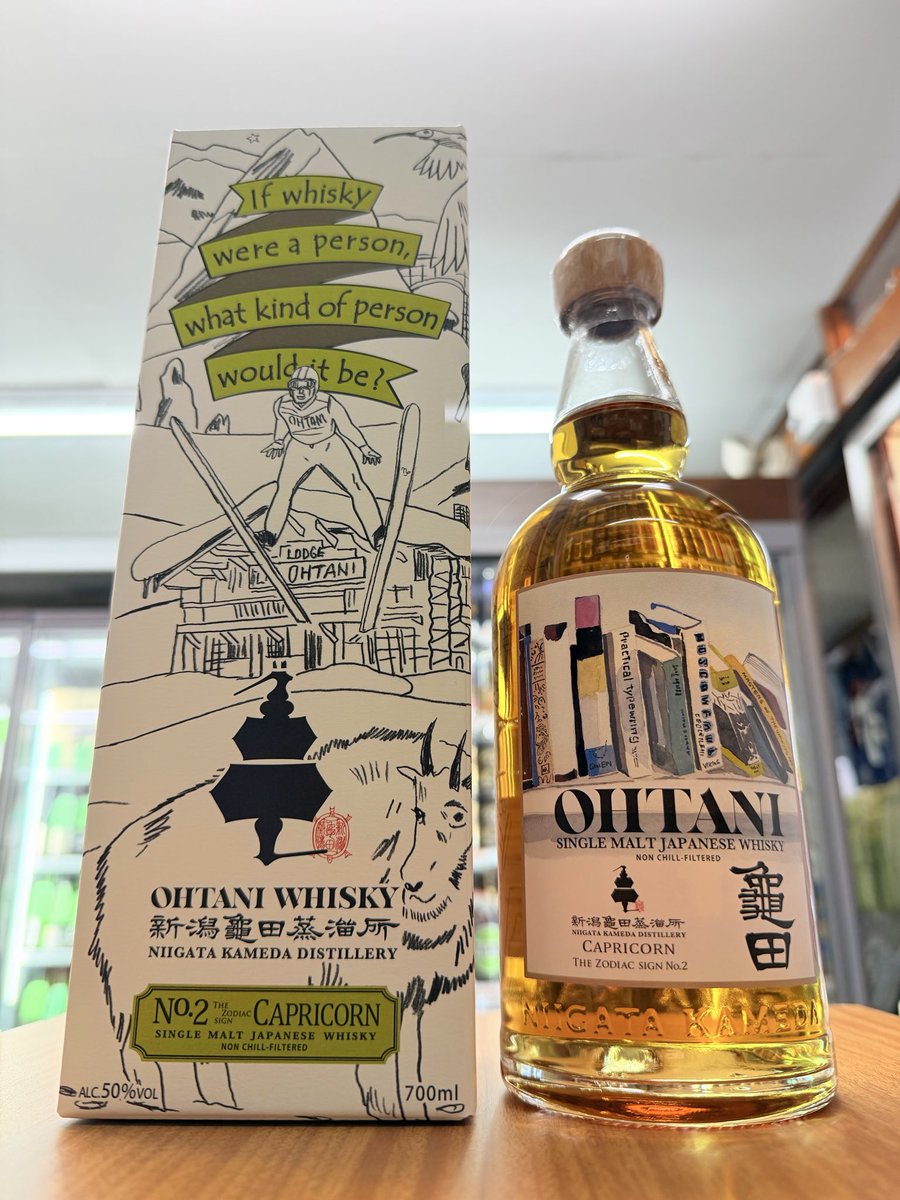 If whisky
were a person,
what kind of person
would it be?
OHTANI
LODGE
OHTANI
OHTANI WHISKY
新潟龜田蒸溜所
NIIGATA KAMEDA DISTILLERY
No.2 THE ZODIAC SIGN CAPRICORN
SINGLE MALT JAPANESE WHISKY
NON CHILL-FILTERED
ALC.50%VOL
700ml
Practical typewriting
OHTANI
SINGLE MALT JAPANESE WHISKY
NON CHILL-FILTERED
龜田
新潟龜田蒸溜所
NIIGATA KAMEDA DISTILLERY
CAPRICORN
THE ZODIAC SIGN No.2
NIIGATA KAMEDA